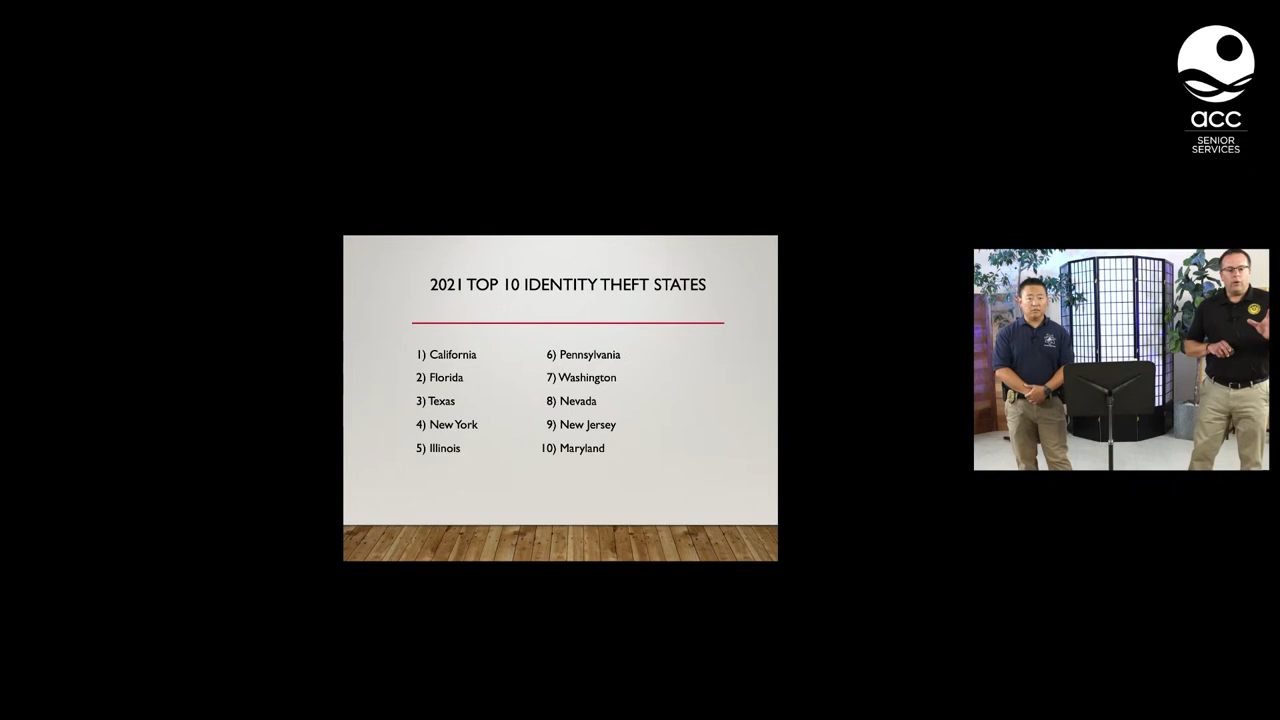 acc
SENIOR
SERVICES
2021 TOP 10 IDENTITY THEFT STATES
1) California
2) Florida
3) Texas
4) New York
5) Illinois
6) Pennsylvania
7) Washington
8) Nevada
9) New Jersey
10) Maryland